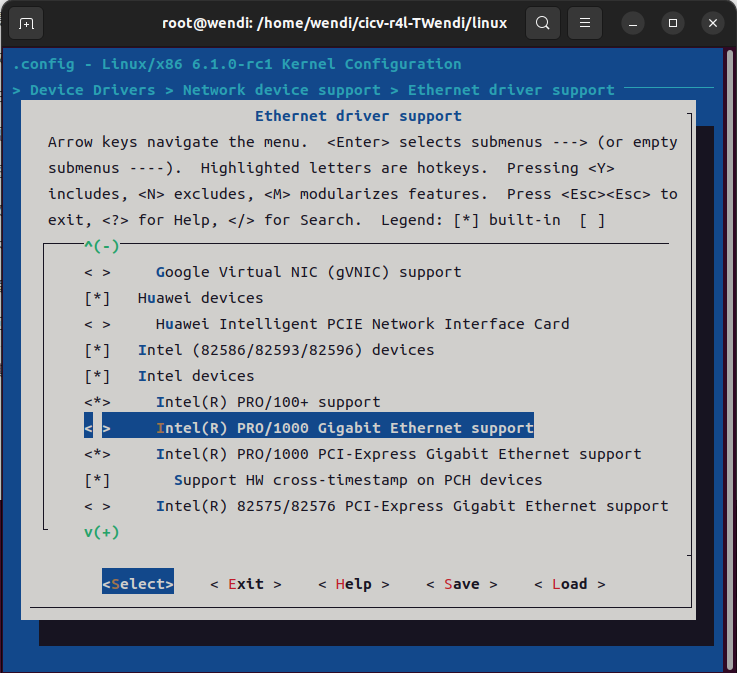 root@wendi: /home/wendi/cicv-r4l-TWendi/linux
.config - Linux/x86 6.1.0-rc1 Kernel Configuration
> Device Drivers > Network device support > Ethernet driver support
Ethernet driver support
Arrow keys navigate the menu.  <Enter> selects submenus ---> (or empty
submenus ----).  Highlighted letters are hotkeys.  Pressing <Y>
includes, <N> excludes, <M> modularizes features.  Press <Esc><Esc> to
exit, <?> for Help, </> for Search.  Legend: [*] built-in  [ ]
^(-)
< >     Google Virtual NIC (gVNIC) support
[*]   Huawei devices
< >     Huawei Intelligent PCIE Network Interface Card
[*]   Intel (82586/82593/82596) devices
[*]   Intel devices
<*>     Intel(R) PRO/100+ support
< >     Intel(R) PRO/1000 Gigabit Ethernet support
<*>     Intel(R) PRO/1000 PCI-Express Gigabit Ethernet support
[*]       Support HW cross-timestamp on PCH devices
< >     Intel(R) 82575/82576 PCI-Express Gigabit Ethernet support
v(+)
<Select>    < Exit >    < Help >    < Save >    < Load >